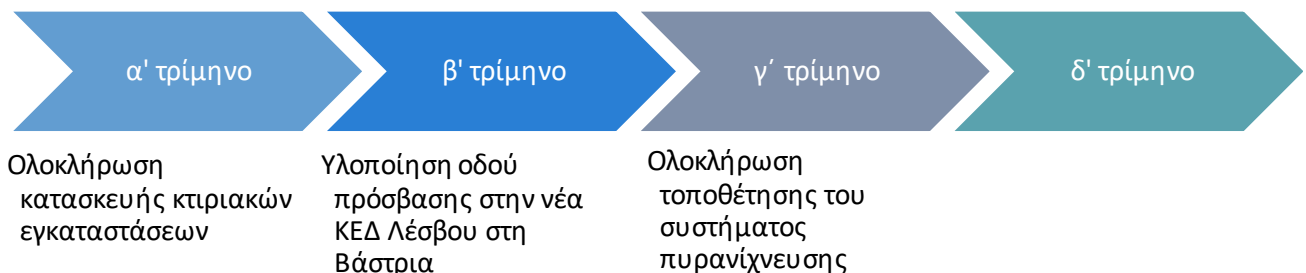 α' τρίμηνο
β' τρίμηνο
γ΄ τρίμηνο
δ' τρίμηνο
Ολοκλήρωση
κατασκευής κτιριακών
εγκαταστάσεων
Υλοποίηση οδού
πρόσβασης στην νέα
ΚΕΔ Λέσβου στη
Βάστρια
Ολοκλήρωση
τοποθέτησης του
συστήματος
πυρανίχνευσης